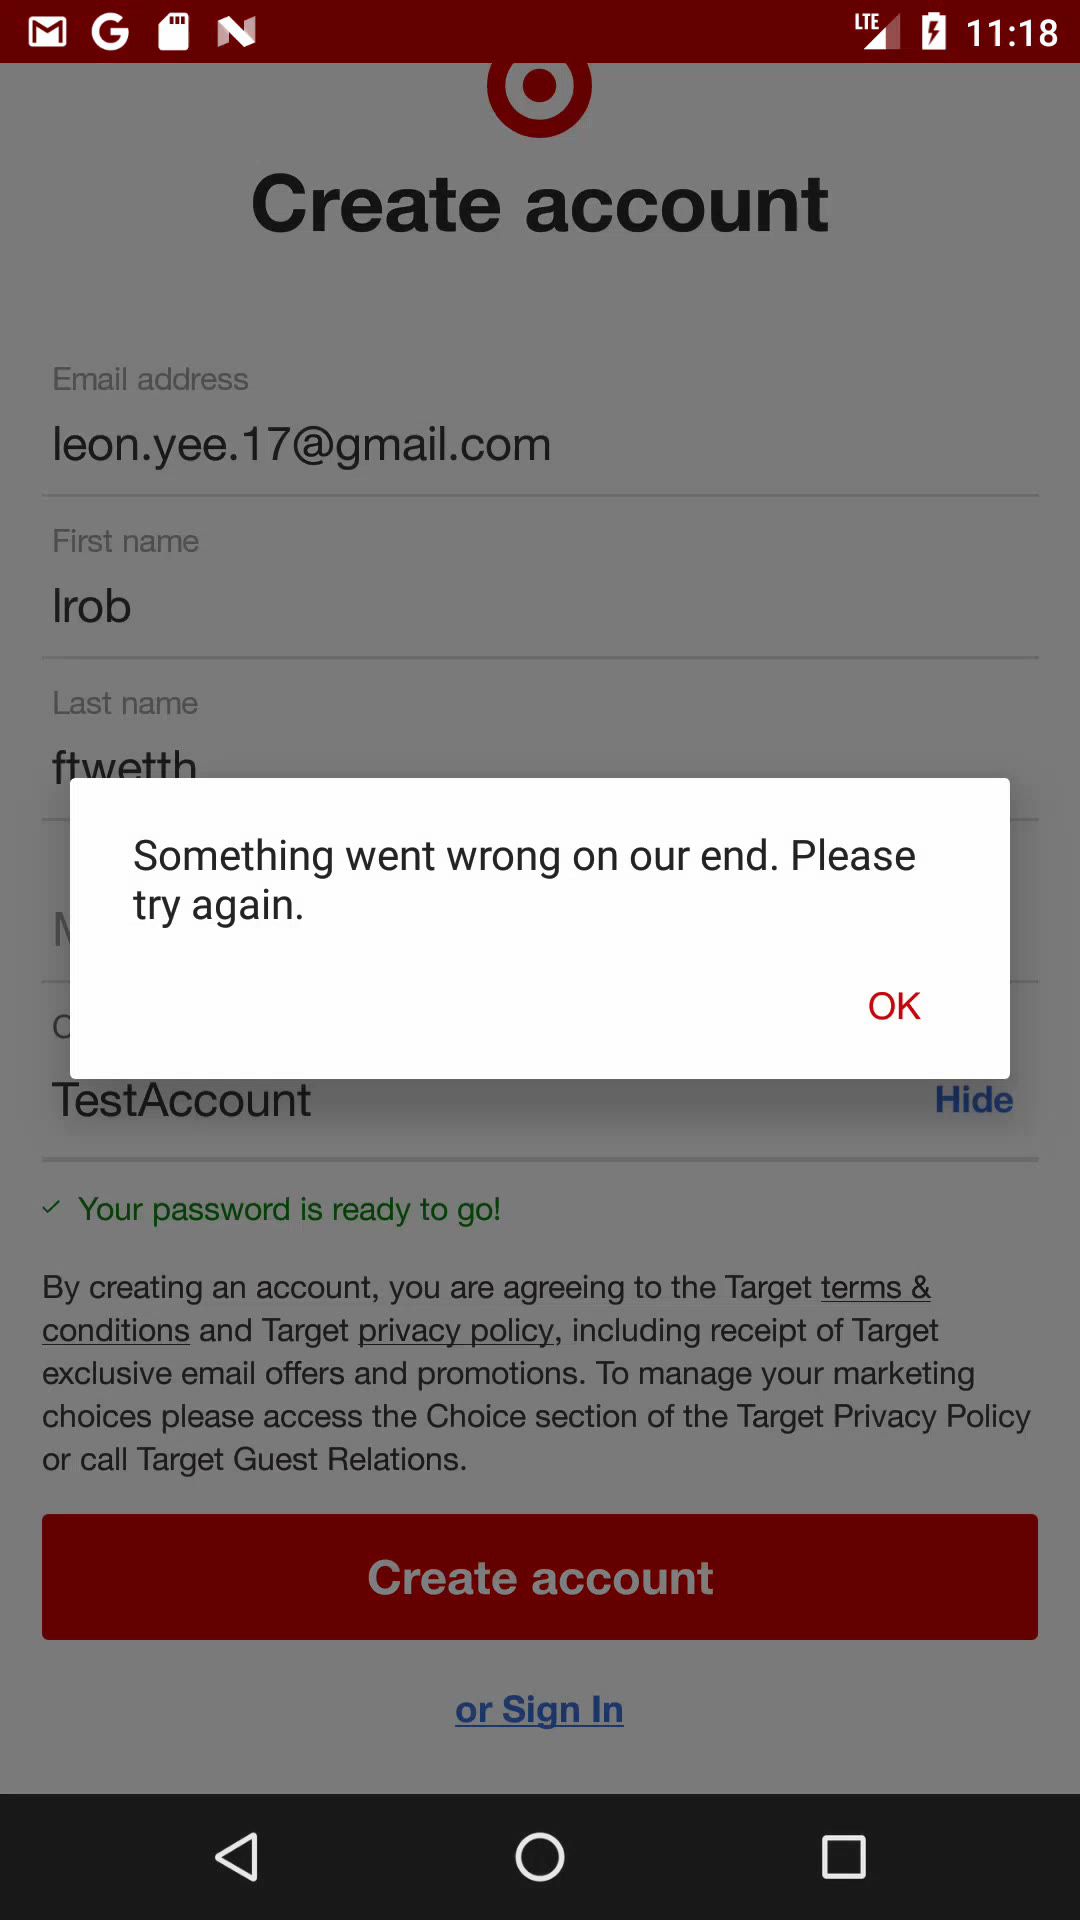 LTE 11:18
Create account
Email address
leon.yee.17@gmail.com
First name
lrob
Last name
ftwetth
Something went wrong on our end. Please
try again.
OK
TestAccount Hide
Your password is ready to go!
By creating an account, you are agreeing to the Target terms &
conditions and Target privacy policy, including receipt of Target
exclusive email offers and promotions. To manage your marketing
choices please access the Choice section of the Target Privacy Policy
or call Target Guest Relations.
Create account
or Sign In